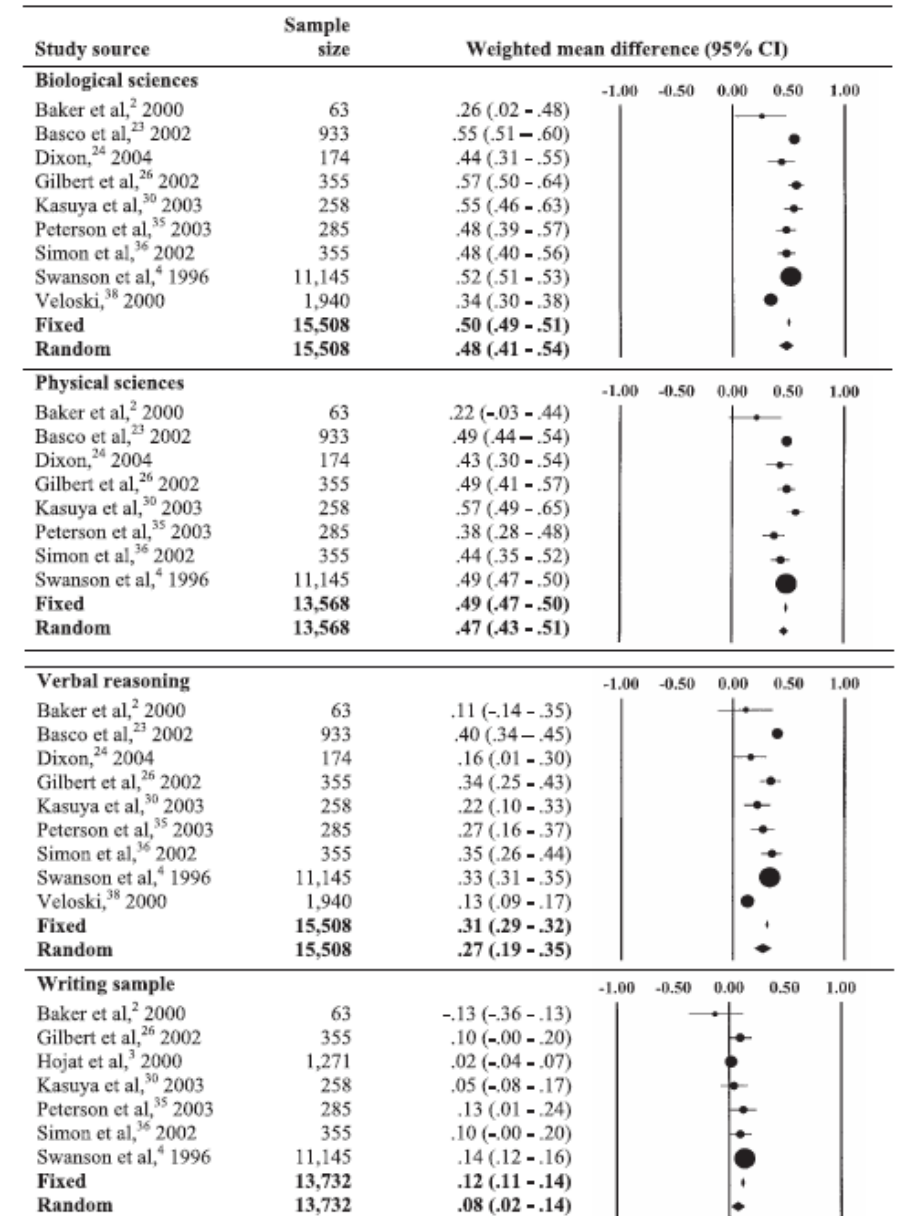 Sample
Study source size Weighted mean difference (95% CI)
Biological sciences -1.00 -0.50 0.00 0.50 1.00
Baker et al,2 2000 63 .26 (.02 - .48)
Basco et al,23 2002 933 .55 (.51 – .60)
Dixon,24 2004 174 .44 (.31 - .55)
Gilbert et al,26 2002 355 .57 (.50 - .64)
Kasuya et al,30 2003 258 .55 (.46 - .63)
Peterson et al,35 2003 285 .48 (.39 - .57)
Simon et al,36 2002 355 .48 (.40 - .56)
Swanson et al,4 1996 11,145 .52 (.51 - .53)
Veloski,38 2000 1,940 .34 (.30 - .38)
Fixed 15,508 .50 (.49 - .51)
Random 15,508 .48 (.41 - .54)
Physical sciences -1.00 -0.50 0.00 0.50 1.00
Baker et al,2 2000 63 .22 (-.03 - .44)
Basco et al,23 2002 933 .49 (.44 – .54)
Dixon,24 2004 174 .43 (.30 - .54)
Gilbert et al,26 2002 355 .49 (.41 - .57)
Kasuya et al,30 2003 258 .57 (.49 - .65)
Peterson et al,35 2003 285 .38 (.28 - .48)
Simon et al,36 2002 355 .44 (.35 - .52)
Swanson et al,4 1996 11,145 .49 (.47 - .50)
Fixed 13,568 .49 (.47 - .50)
Random 13,568 .47 (.43 - .51)
Verbal reasoning -1.00 -0.50 0.00 0.50 1.00
Baker et al,2 2000 63 .11 (-.14 - .35)
Basco et al,23 2002 933 .40 (.34 – .45)
Dixon,24 2004 174 .16 (.01 - .30)
Gilbert et al,26 2002 355 .34 (.25 - .43)
Kasuya et al,30 2003 258 .22 (.10 - .33)
Peterson et al,35 2003 285 .27 (.16 - .37)
Simon et al,36 2002 355 .35 (.26 - .44)
Swanson et al,4 1996 11,145 .33 (.31 - .35)
Veloski,38 2000 1,940 .13 (.09 - .17)
Fixed 15,508 .31 (.29 - .32)
Random 15,508 .27 (.19 - .35)
Writing sample -1.00 -0.50 0.00 0.50 1.00
Baker et al,2 2000 63 -.13 (-.36 - .13)
Gilbert et al,26 2002 355 .10 (-.00 - .20)
Hojat et al,3 2000 1,271 .02 (-.04 - .07)
Kasuya et al,30 2003 258 .05 (-.08 - .17)
Peterson et al,35 2003 285 .13 (.01 - .24)
Simon et al,36 2002 355 .10 (-.00 - .20)
Swanson et al,4 1996 11,145 .14 (.12 - .16)
Fixed 13,732 .12 (.11 - .14)
Random 13,732 .08 (.02 - .14)